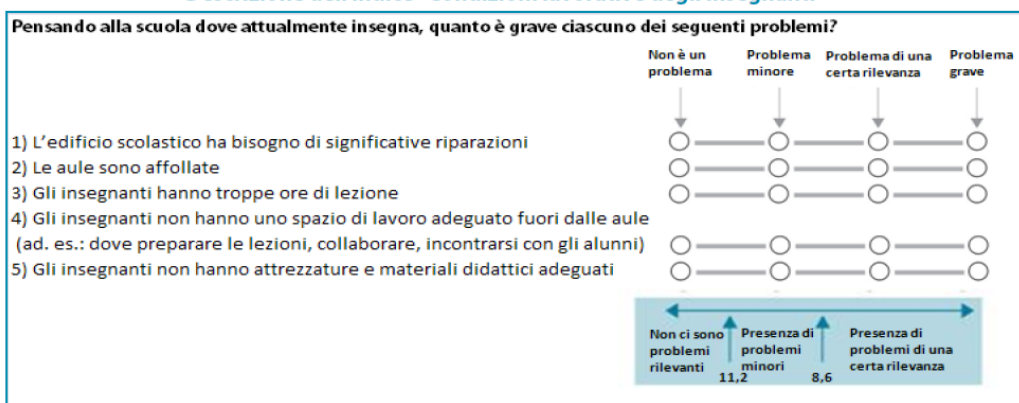 Pensando alla scuola dove attualmente insegna, quanto è grave ciascuno dei seguenti problemi?
Non è un problema
Problema minore
Problema di una certa rilevanza
Problema grave
1) L'edificio scolastico ha bisogno di significative riparazioni
2) Le aule sono affollate
3) Gli insegnanti hanno troppe ore di lezione
4) Gli insegnanti non hanno uno spazio di lavoro adeguato fuori dalle aule
(ad. es.: dove preparare le lezioni, collaborare, incontrarsi con gli alunni)
5) Gli insegnanti non hanno attrezzature e materiali didattici adeguati
Non ci sono problemi rilevanti
11,2
Presenza di problemi minori
8,6
Presenza di problemi di una certa rilevanza